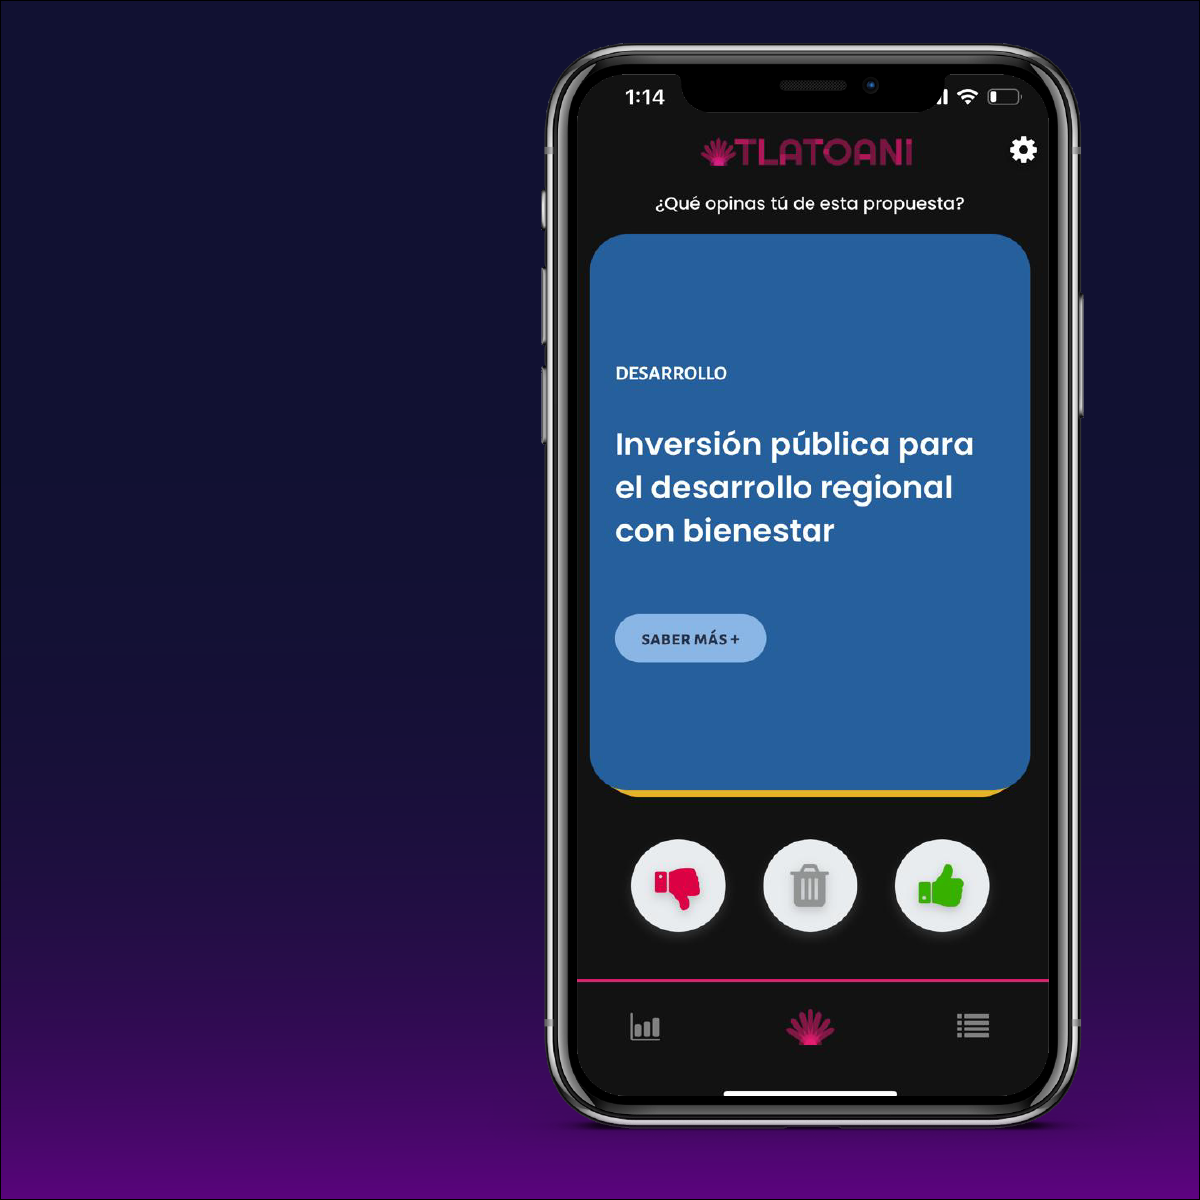 1:14
TLATOANI
¿Qué opinas tú de esta propuesta?
DESARROLLO
Inversión pública para
el desarrollo regional
con bienestar
SABER MÁS +